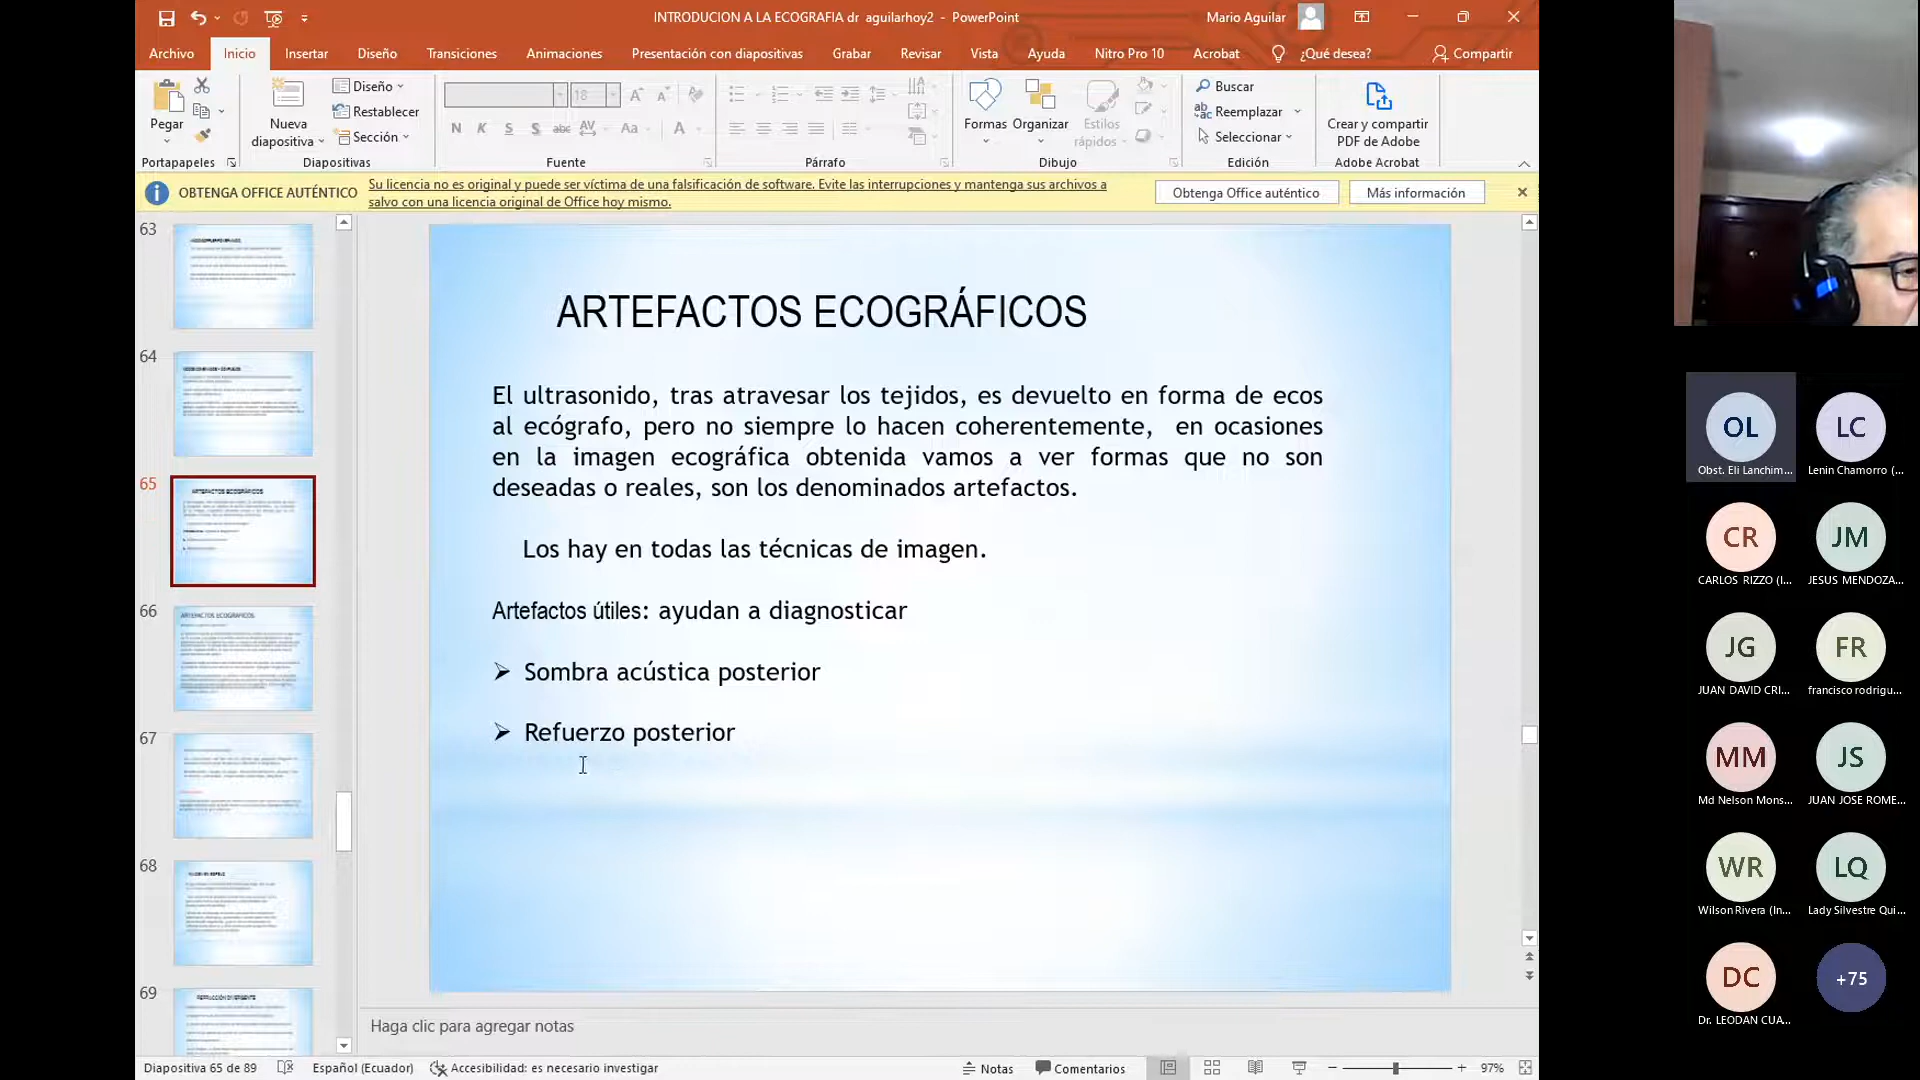 INTRODUCION A LA ECOGRAFIA dr aguilarhoy2 - PowerPoint
Mario Aguilar
Archivo Inicio Insertar Diseño Transiciones Animaciones Presentación con diapositivas Grabar Revisar Vista Ayuda Nitro Pro 10 Acrobat ¿Qué desea? Compartir
Pegar
Nueva diapositiva
Diseño
Restablecer
Sección
18
N K S S abc AV Aa A
Formas Organizar Estilos rápidos
Buscar
Reemplazar
Seleccionar
Crear y compartir
PDF de Adobe
Portapapeles Diapositivas Fuente Párrafo Dibujo Edición Adobe Acrobat
OBTENGA OFFICE AUTÉNTICO
Su licencia no es original y puede ser víctima de una falsificación de software. Evite las interrupciones y mantenga sus archivos a
salvo con una licencia original de Office hoy mismo.
Obtenga Office auténtico
Más información
63
64
65
ARTEFACTOS ECOGRÁFICOS
66
ARTEFACTOS ECOGRAFICOS
67
68
69
ARTEFACTOS ECOGRÁFICOS
El ultrasonido, tras atravesar los tejidos, es devuelto en forma de ecos
al ecógrafo, pero no siempre lo hacen coherentemente, en ocasiones
en la imagen ecográfica obtenida vamos a ver formas que no son
deseadas o reales, son los denominados artefactos.
Los hay en todas las técnicas de imagen.
Artefactos útiles: ayudan a diagnosticar
Sombra acústica posterior
Refuerzo posterior
Haga clic para agregar notas
Diapositiva 65 de 89 Español (Ecuador) Accesibilidad: es necesario investigar Notas Comentarios 97%
OL LC
Obst. Eli Lanchim... Lenin Chamorro (...
CR JM
CARLOS RIZZO (I... JESUS MENDOZA...
JG FR
JUAN DAVID CRI... francisco rodrigu...
MM JS
Md Nelson Mons... JUAN JOSE ROME...
WR LQ
Wilson Rivera (In... Lady Silvestre Qui...
DC +75
Dr. LEODAN CUA...